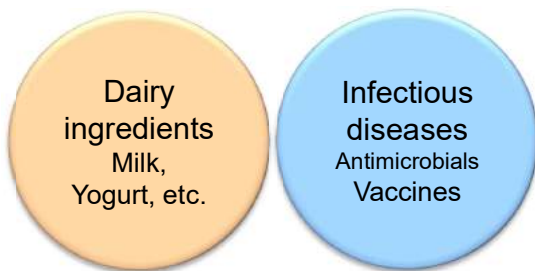 Dairy
ingredients
Milk,
Yogurt, etc.
Infectious
diseases
Antimicrobials
Vaccines